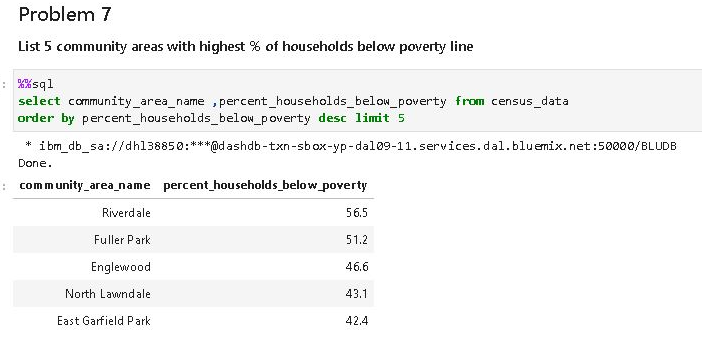 Problem 7
List 5 community areas with highest % of households below poverty line
: %%sql
select community_area_name ,percent_households_below_poverty from census_data
order by percent_households_below_poverty desc limit 5
* ibm_db_sa://dhl38850:***@dashdb-txn-sbox-yp-dal09-11.services.dal.bluemix.net:50000/BLUDB
Done.
: community_area_name percent_households_below_poverty
Riverdale 56.5
Fuller Park 51.2
Englewood 46.6
North Lawndale 43.1
East Garfield Park 42.4